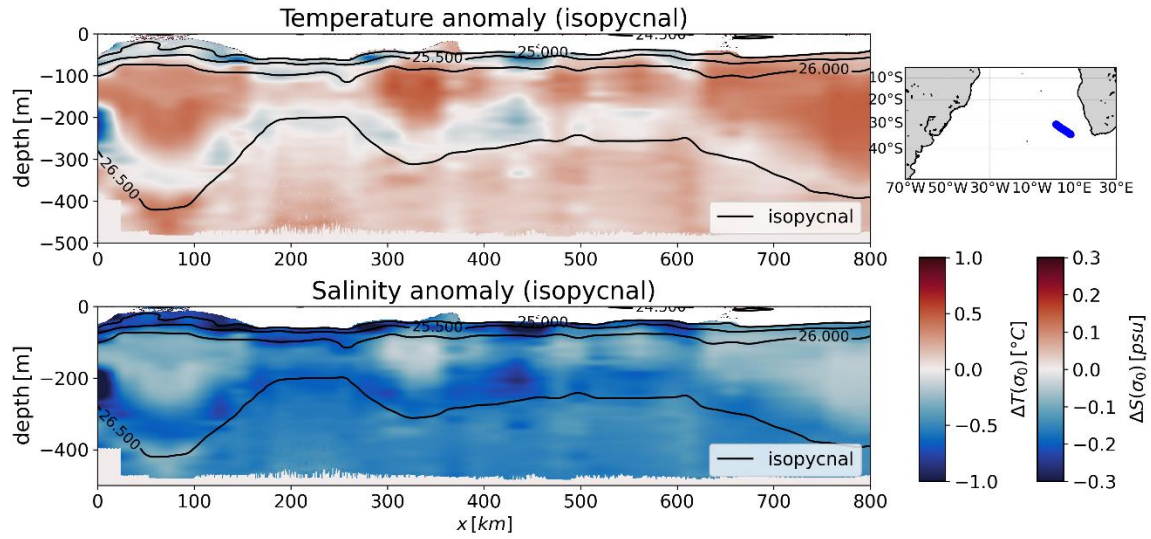 Temperature anomaly (isopycnal)
0
−100
−200
−300
−400
−500
depth [m]
24.500
25.000
25.500
26.000
26.500
isopycnal
0 100 200 300 400 500 600 700 800
10°S
20°S
30°S
40°S
70°W 50°W 30°W 10°W 10°E 30°E
Salinity anomaly (isopycnal)
0
−200
−400
depth [m]
24.500
25.000
25.500
26.000
26.500
isopycnal
0 100 200 300 400 500 600 700 800
x [km]
1.0
0.5
0.0
−0.5
−1.0
ΔT(σ₀) [°C]
0.3
0.2
0.1
0.0
−0.1
−0.2
−0.3
ΔS(σ₀) [psu]